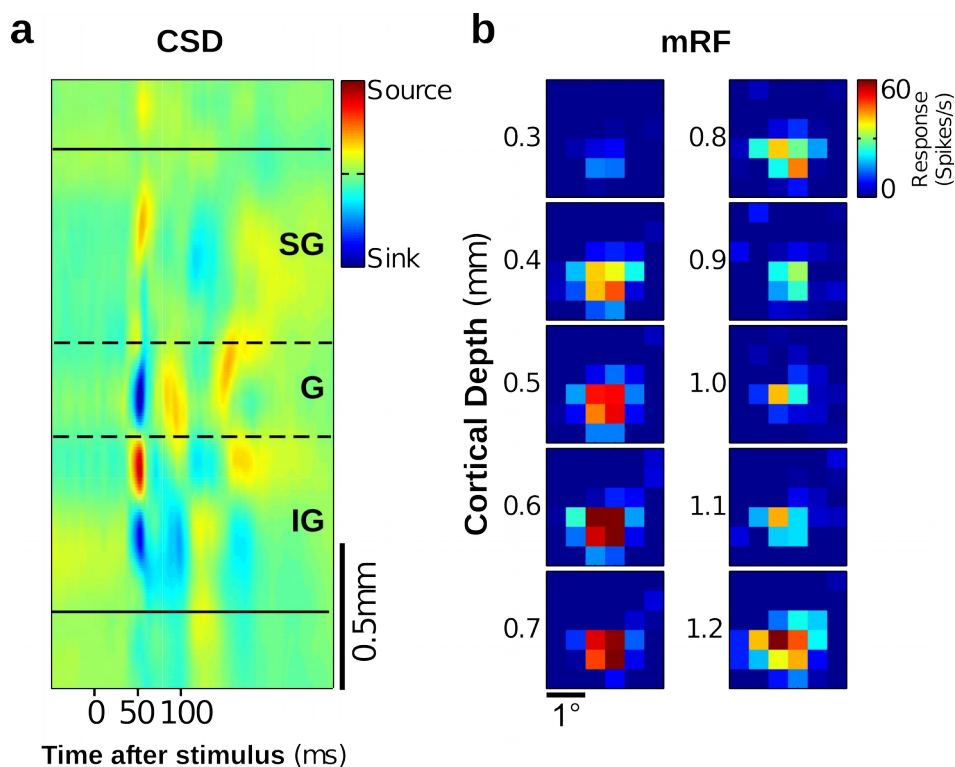 a
CSD
Source
Sink
SG
G
IG
0.5mm
0 50 100
Time after stimulus (ms)
b
mRF
Cortical Depth (mm)
0.3
0.4
0.5
0.6
0.7
1°
0.8
0.9
1.0
1.1
1.2
60
0
Response
(Spikes/s)